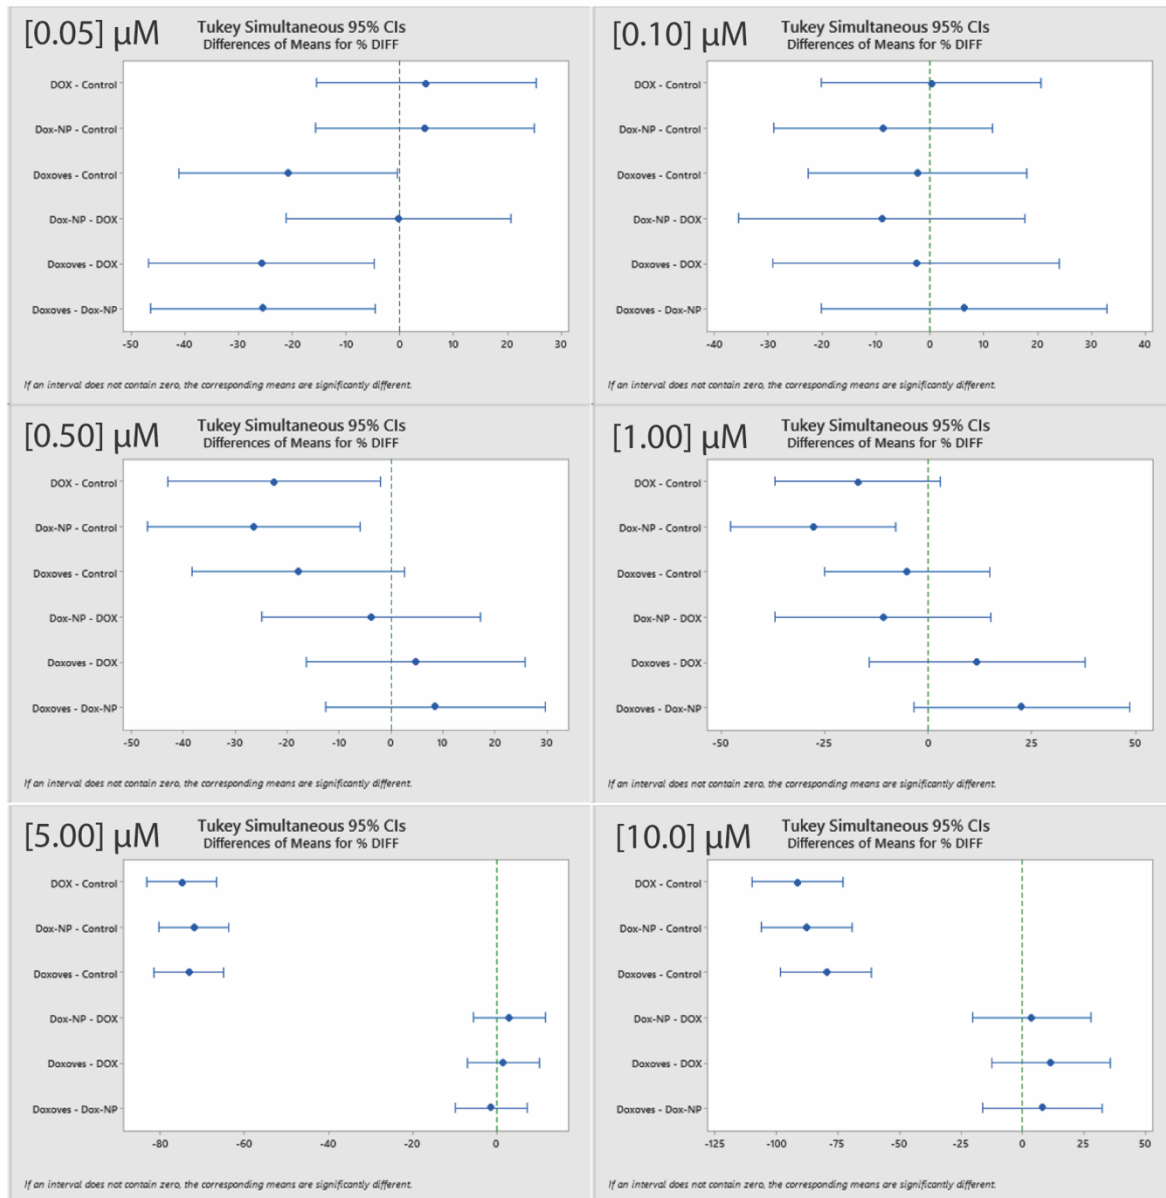 [0.05] µM
Tukey Simultaneous 95% CIs
Differences of Means for % DIFF
DOX - Control
Dox-NP - Control
Doxoves - Control
Dox-NP - DOX
Doxoves - DOX
Doxoves - Dox-NP
-50 -40 -30 -20 -10 0 10 20 30
If an interval does not contain zero, the corresponding means are significantly different.
[0.10] µM
Tukey Simultaneous 95% CIs
Differences of Means for % DIFF
DOX - Control
Dox-NP - Control
Doxoves - Control
Dox-NP - DOX
Doxoves - DOX
Doxoves - Dox-NP
-40 -30 -20 -10 0 10 20 30 40
If an interval does not contain zero, the corresponding means are significantly different.
[0.50] µM
Tukey Simultaneous 95% CIs
Differences of Means for % DIFF
DOX - Control
Dox-NP - Control
Doxoves - Control
Dox-NP - DOX
Doxoves - DOX
Doxoves - Dox-NP
-50 -40 -30 -20 -10 0 10 20 30
If an interval does not contain zero, the corresponding means are significantly different.
[1.00] µM
Tukey Simultaneous 95% CIs
Differences of Means for % DIFF
DOX - Control
Dox-NP - Control
Doxoves - Control
Dox-NP - DOX
Doxoves - DOX
Doxoves - Dox-NP
-50 -25 0 25 50
If an interval does not contain zero, the corresponding means are significantly different.
[5.00] µM
Tukey Simultaneous 95% CIs
Differences of Means for % DIFF
DOX - Control
Dox-NP - Control
Doxoves - Control
Dox-NP - DOX
Doxoves - DOX
Doxoves - Dox-NP
-80 -60 -40 -20 0
If an interval does not contain zero, the corresponding means are significantly different.
[10.0] µM
Tukey Simultaneous 95% CIs
Differences of Means for % DIFF
DOX - Control
Dox-NP - Control
Doxoves - Control
Dox-NP - DOX
Doxoves - DOX
Doxoves - Dox-NP
-125 -100 -75 -50 -25 0 25 50
If an interval does not contain zero, the corresponding means are significantly different.